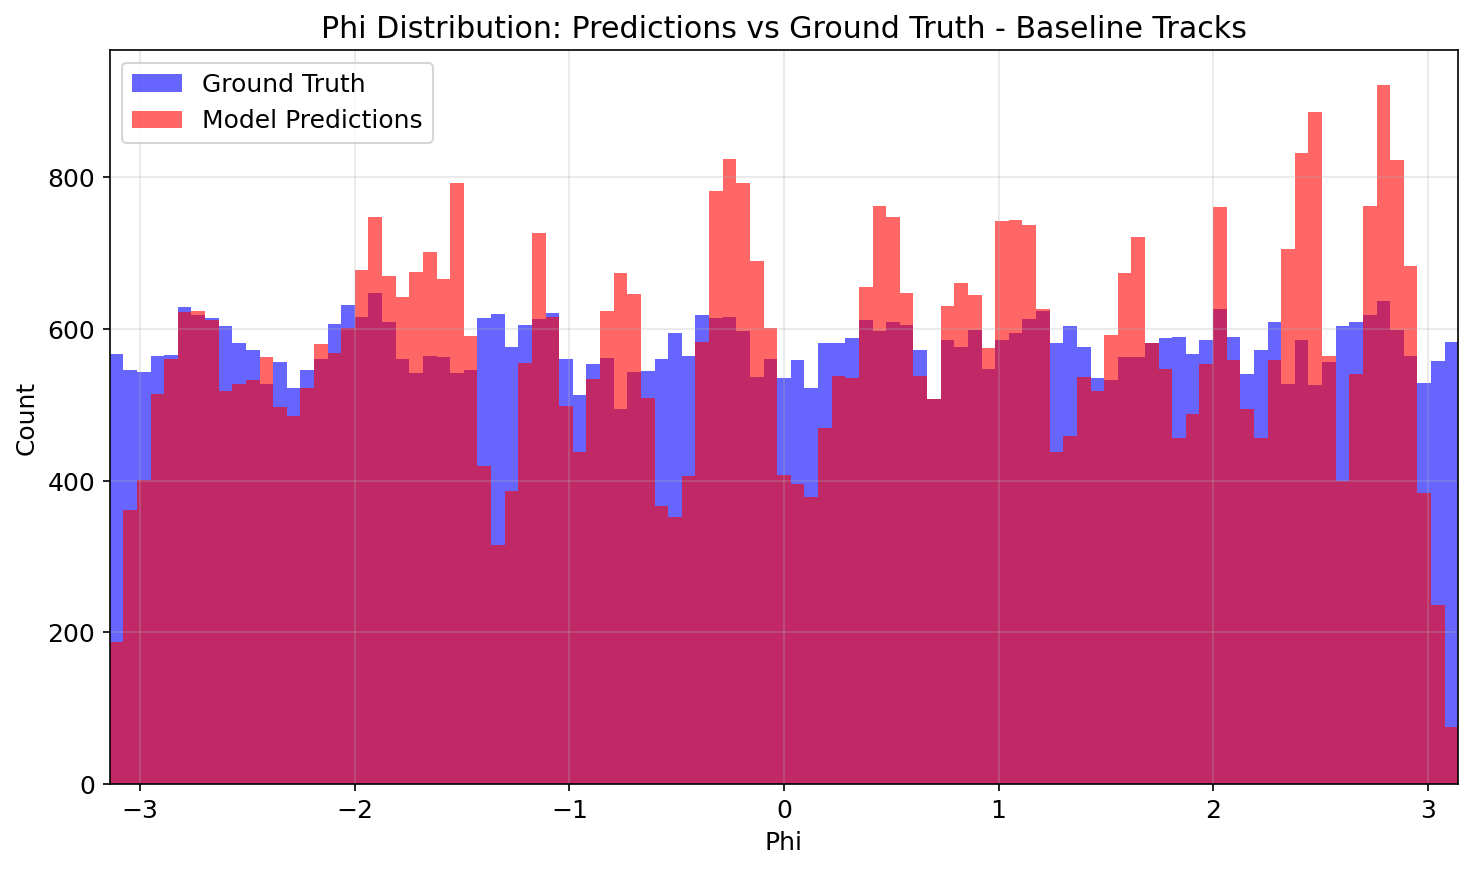 Phi Distribution: Predictions vs Ground Truth - Baseline Tracks
Ground Truth
Model Predictions
Count
800
600
400
200
0
−3 −2 −1 0 1 2 3
Phi